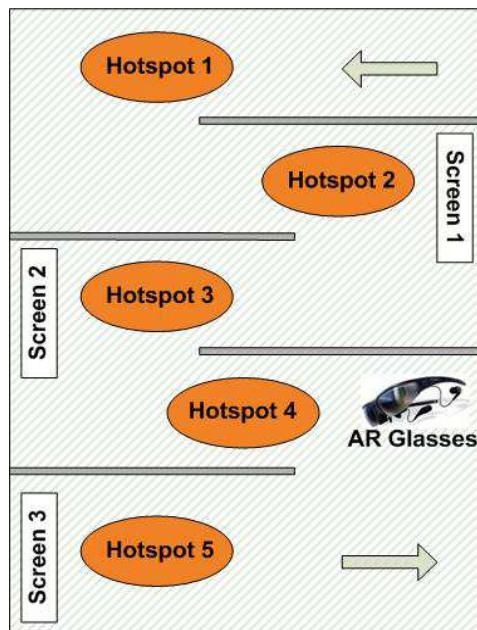 Hotspot 1
Hotspot 2
Screen 1
Screen 2
Hotspot 3
Hotspot 4
AR Glasses
Screen 3
Hotspot 5